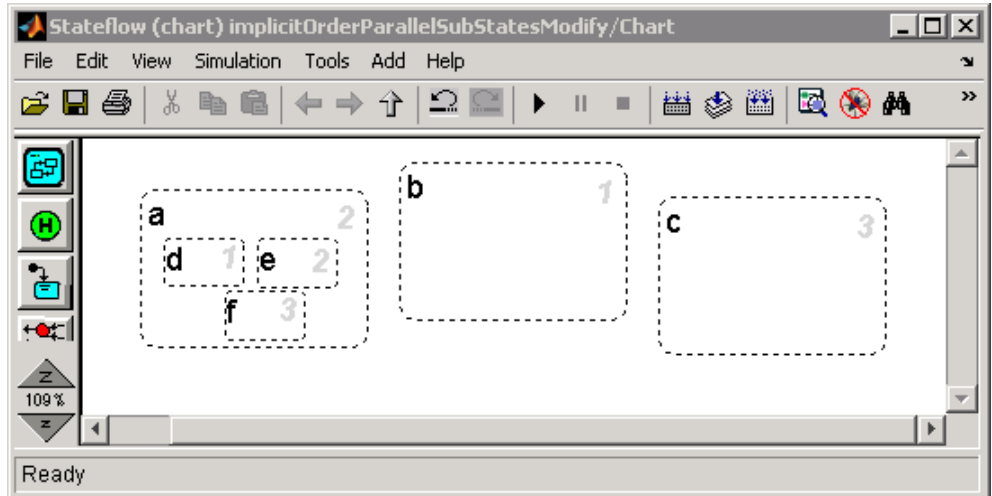 Stateflow (chart) implicitOrderParallelSubStatesModify/Chart
File Edit View Simulation Tools Add Help
»
H
a 2
b 1
c 3
d 1
e 2
f 3
Z
109%
z
Ready